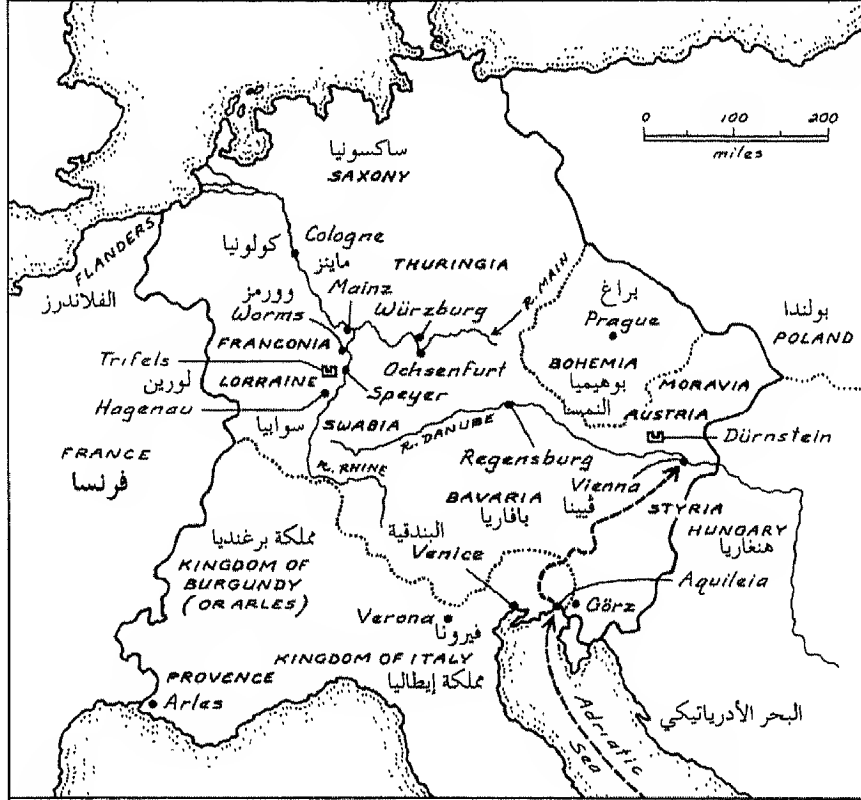 0 100 200
miles
ساكسونيا
SAXONY
FLANDERS
الفلاندرز
كولونيا
Cologne
ماينز
Mainz
THURINGIA
R. MAIN
وورمز
Worms
Würzburg
براغ
Prague
بولندا
POLAND
FRANCONIA
Trifels
Ochsenfurt
BOHEMIA
بوهيميا
MORAVIA
لورين
LORRAINE
Speyer
النمسا
AUSTRIA
Hagenau
سوابيا
SWABIA
R. DANUBE
Dürnstein
FRANCE
فرنسا
R. RHINE
Regensburg
Vienna
ڤيينا
BAVARIA
بافاريا
STYRIA
HUNGARY
هنغاريا
مملكة برغنديا
KINGDOM OF
BURGUNDY
(OR ARLES)
البندقية
Venice
Aquileia
Görz
Verona
فيرونا
KINGDOM OF ITALY
مملكة إيطاليا
PROVENCE
Arles
Adriatic
Sea
البحر الأدرياتيكي